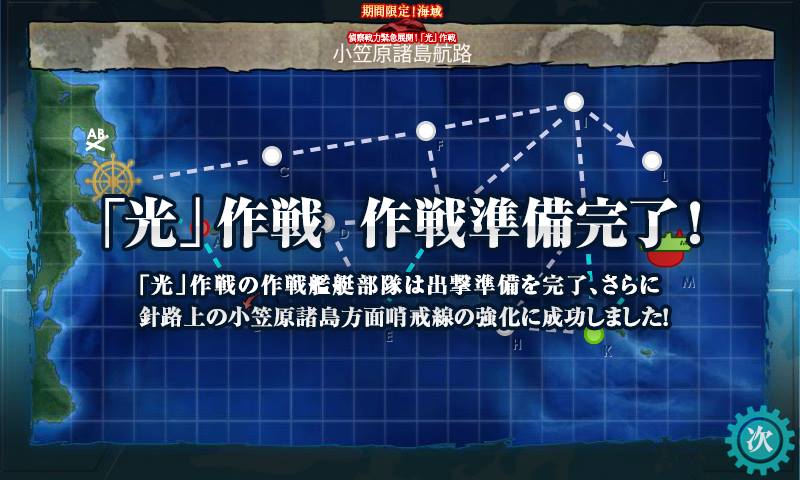 期間限定！海域
偵察戦力緊急展開！「光」作戦
小笠原諸島航路
AB
J
F
L
C
「光」作戦 作戦準備完了！
D
A
M
「光」作戦の作戦艦艇部隊は出撃準備を完了、さらに
針路上の小笠原諸島方面哨戒線の強化に成功しました！
E
H
K
次